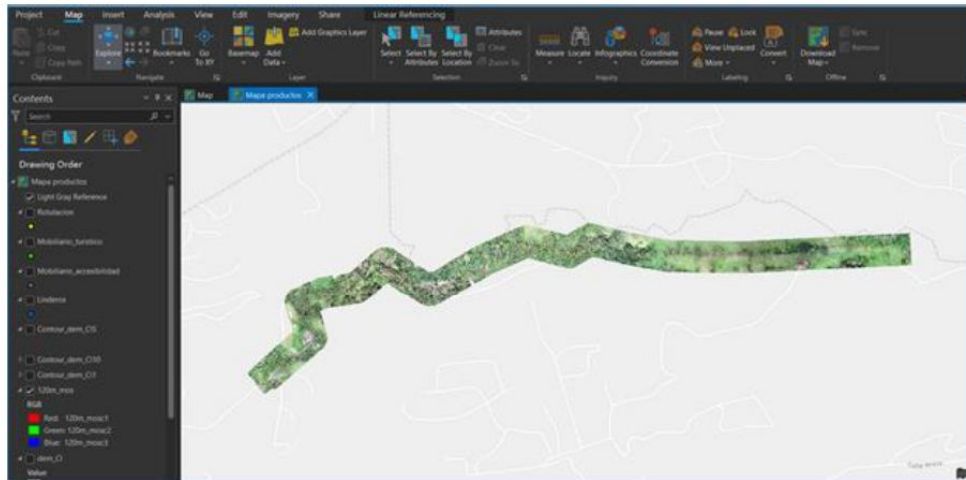 Project Map Insert Analysis View Edit Imagery Share Linear Referencing
Paste Cut
Copy
Copy Path
Clipboard
Explore
Bookmarks
Go
To XY
Navigate
Basemap
Add
Data
Add Graphics Layer
Layer
Select
Select By
Attributes
Select By
Location
Attributes
Clear
Zoom To
Selection
Measure
Locate
Infographics
Coordinate
Conversion
Inquiry
Pause Lock
View Unplaced
More
Convert
Labeling
Download
Map
Sync
Remove
Offline
Contents
Search
Drawing Order
Mapa productos
Light Gray Reference
Rotulacion
Mobiliario_turistico
Mobiliario_accesibilidad
Linderos
Contour_dem_CI5
Contour_dem_CI10
Contour_dem_CI1
120m_mos
RGB
Red: 120m_mosc1
Green: 120m_mosc2
Blue: 120m_mosc3
dem_CI
Value
Map Mapa productos